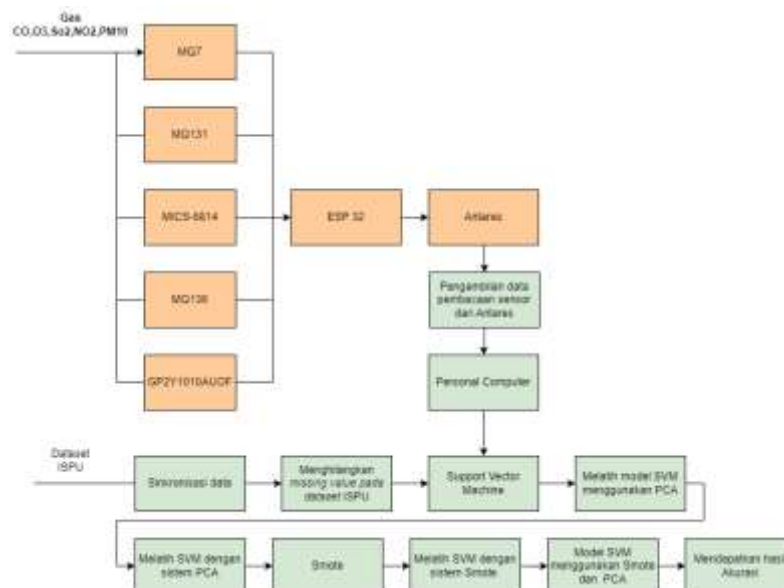 Gas
CO,O3,So2,NO2,PM10
MQ7
MQ131
MICS-6814
ESP 32
Antares
MQ136
Pengambilan data
pembacaan sensor
dari Antares
GP2Y1010AUOF
Personal Computer
Dataset
ISPU
Sinkronisasi data
Menghilangkan
missing value pada
dataset ISPU
Support Vector
Machine
Melatih model SVM
menggunakan PCA
Melatih SVM dengan
sistem PCA
Smote
Melatih SVM dengan
sistem Smote
Model SVM
menggunakan Smote
dan PCA
Mendapatkan hasil
Akurasi